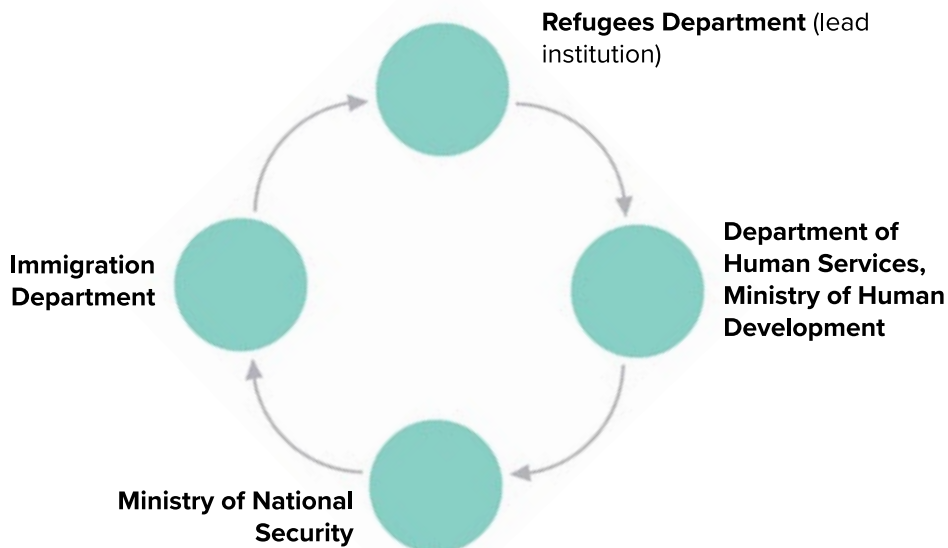 Refugees Department (lead
institution)
Department of
Human Services,
Ministry of Human
Development
Immigration
Department
Ministry of National
Security